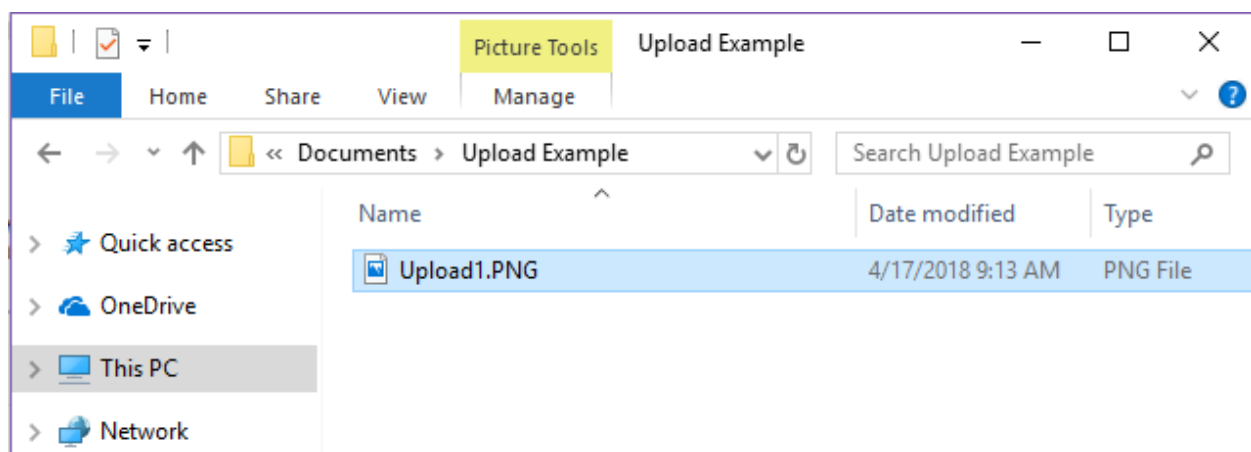 Picture Tools Upload Example
File Home Share View Manage
« Documents > Upload Example Search Upload Example
Name Date modified Type
Quick access
Upload1.PNG 4/17/2018 9:13 AM PNG File
OneDrive
This PC
Network